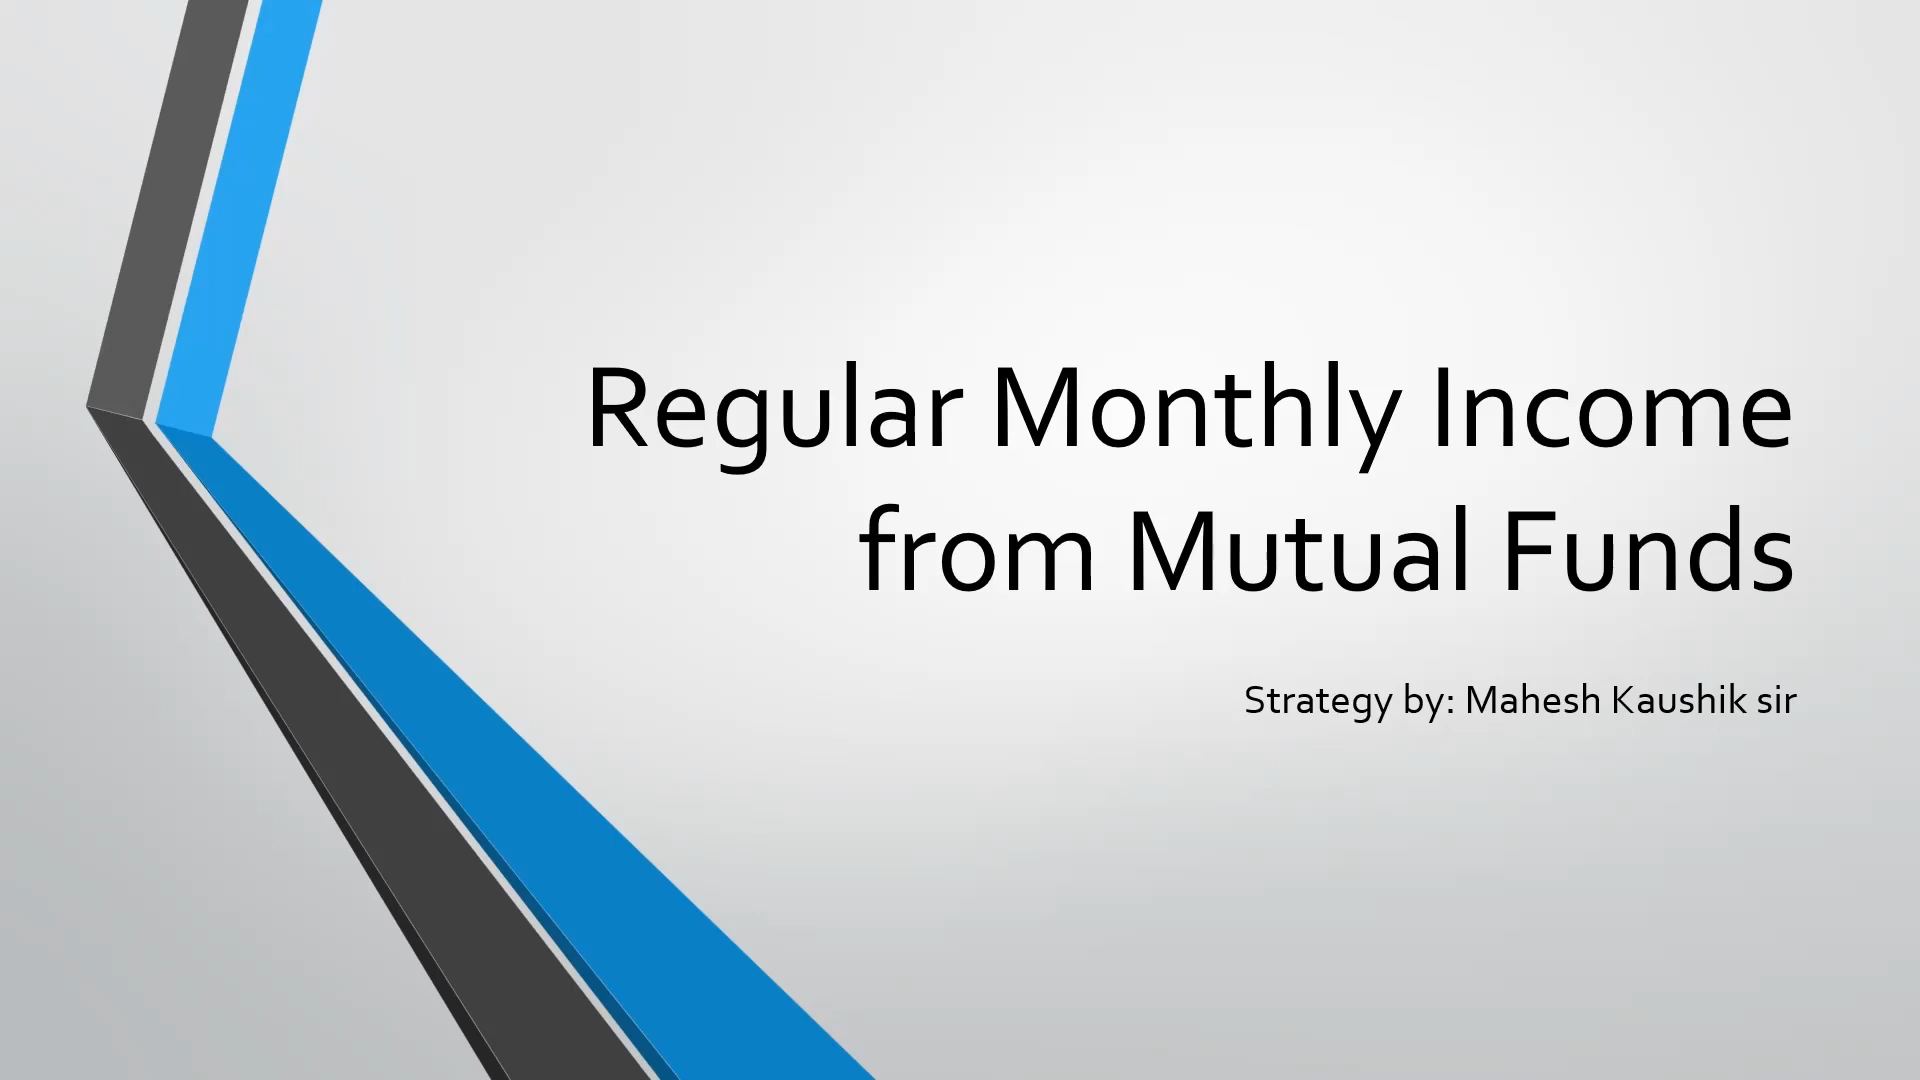 Regular Monthly Income
from Mutual Funds
Strategy by: Mahesh Kaushik sir